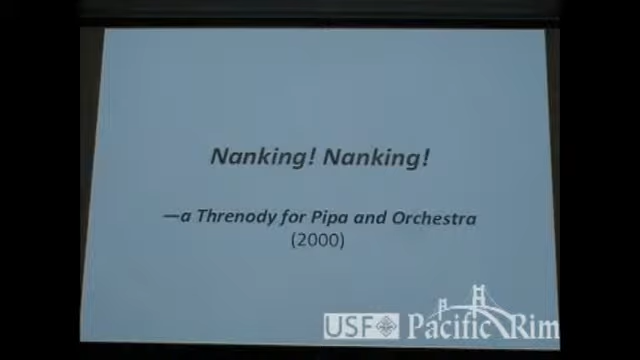 Nanking! Nanking!
—a Threnody for Pipa and Orchestra
(2000)
USF Pacific Rim